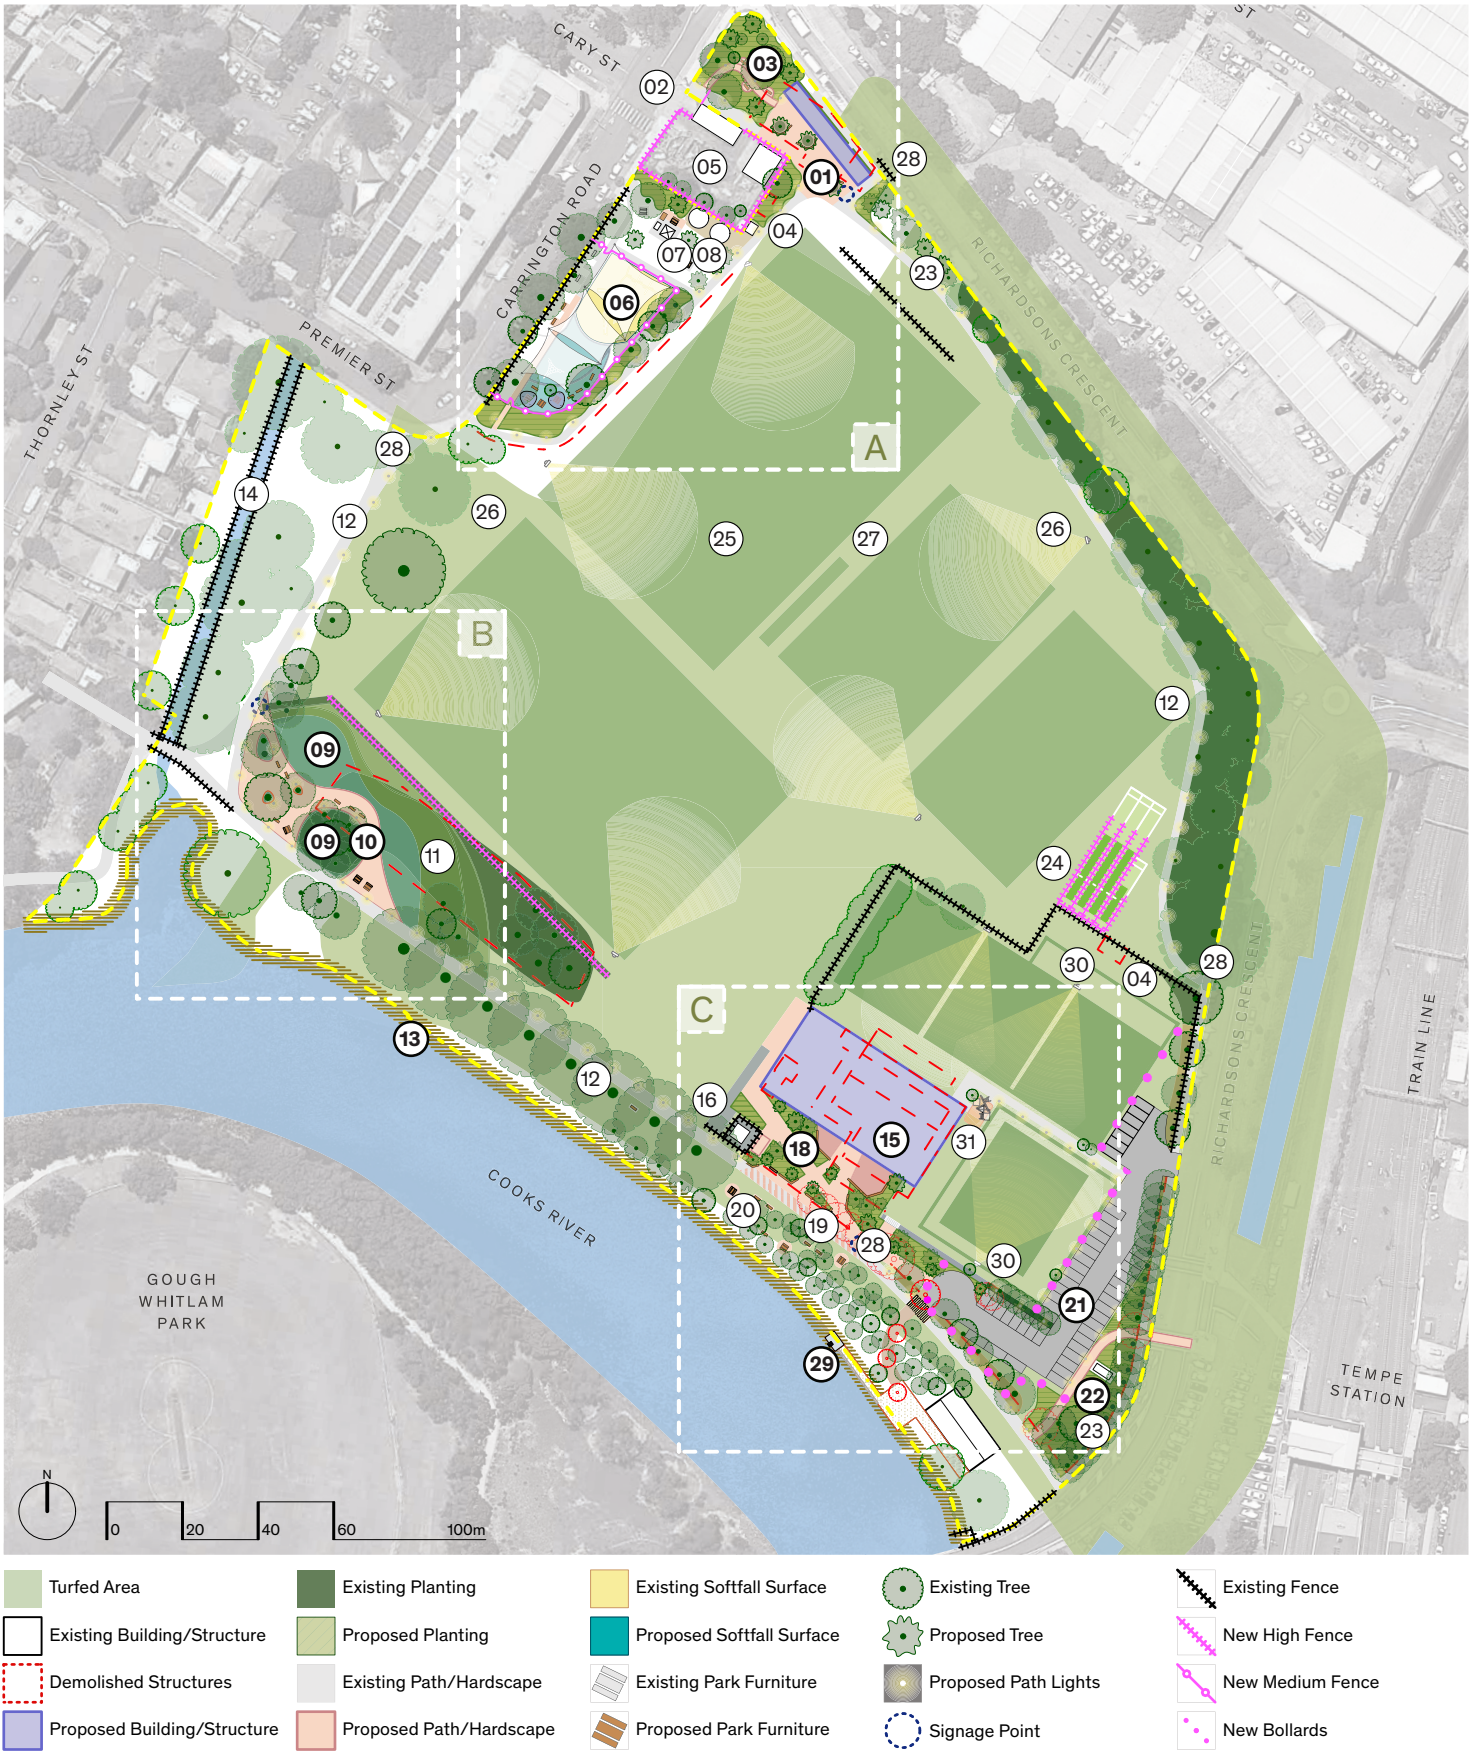 ST
CARY ST
03
02
28
05
01
CARRINGTON ROAD
04
07
08
23
RICHARDSONS CRESCENT
06
PREMIER ST
THORNLEY ST
A
28
14
12
26
25
27
26
B
12
09
09
10
11
24
30
04
28
RICHARDSONS CRESCENT
TRAIN LINE
C
13
12
16
18
15
31
COOKS RIVER
20
19
28
30
21
GOUGH
WHITLAM
PARK
29
22
23
TEMPE
STATION
N
0
20
40
60
100m
Turfed Area
Existing Planting
Existing Softfall Surface
Existing Tree
Existing Fence
Existing Building/Structure
Proposed Planting
Proposed Softfall Surface
Proposed Tree
New High Fence
Demolished Structures
Existing Path/Hardscape
Existing Park Furniture
Proposed Path Lights
New Medium Fence
Proposed Building/Structure
Proposed Path/Hardscape
Proposed Park Furniture
Signage Point
New Bollards